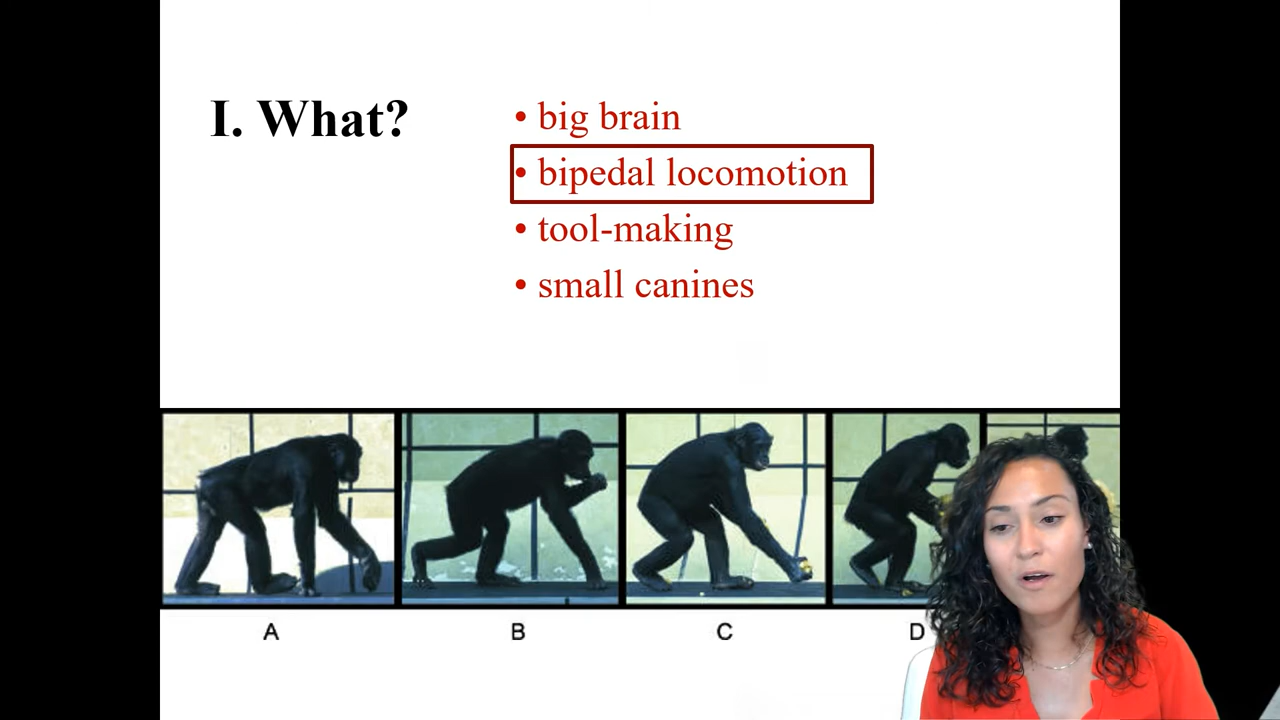 I. What?
• big brain
• bipedal locomotion
• tool-making
• small canines
A B C D